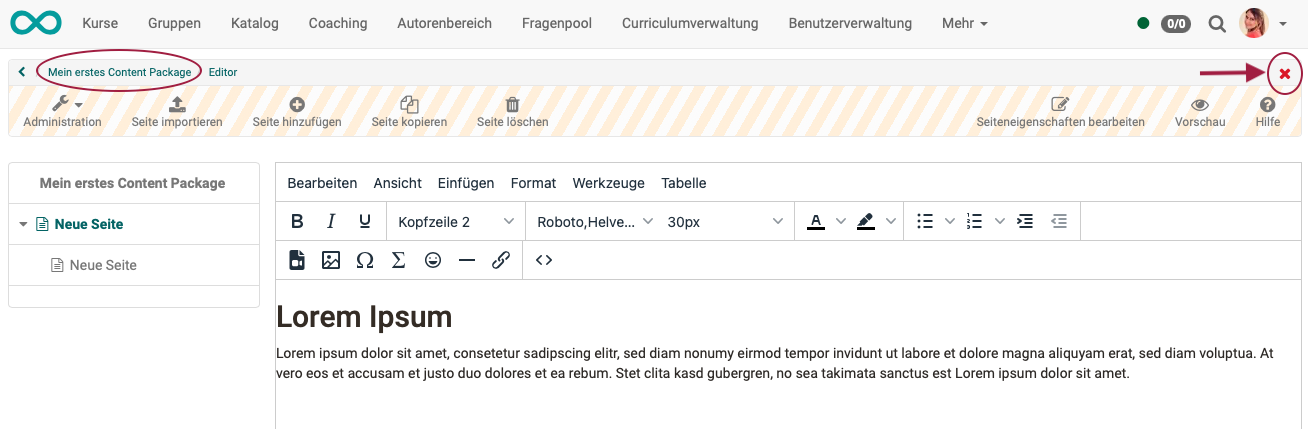 Kurse Gruppen Katalog Coaching Autorenbereich Fragenpool Curriculumverwaltung Benutzerverwaltung Mehr 0/0
Mein erstes Content Package Editor
Administration Seite importieren Seite hinzufügen Seite kopieren Seite löschen Seiteneigenschaften bearbeiten Vorschau Hilfe
Mein erstes Content Package
Neue Seite
Neue Seite
Bearbeiten Ansicht Einfügen Format Werkzeuge Tabelle
B I U Kopfzeile 2 Roboto,Helve... 30px A
Ω Σ
Lorem Ipsum
Lorem ipsum dolor sit amet, consetetur sadipscing elitr, sed diam nonumy eirmod tempor invidunt ut labore et dolore magna aliquyam erat, sed diam voluptua. At
vero eos et accusam et justo duo dolores et ea rebum. Stet clita kasd gubergren, no sea takimata sanctus est Lorem ipsum dolor sit amet.